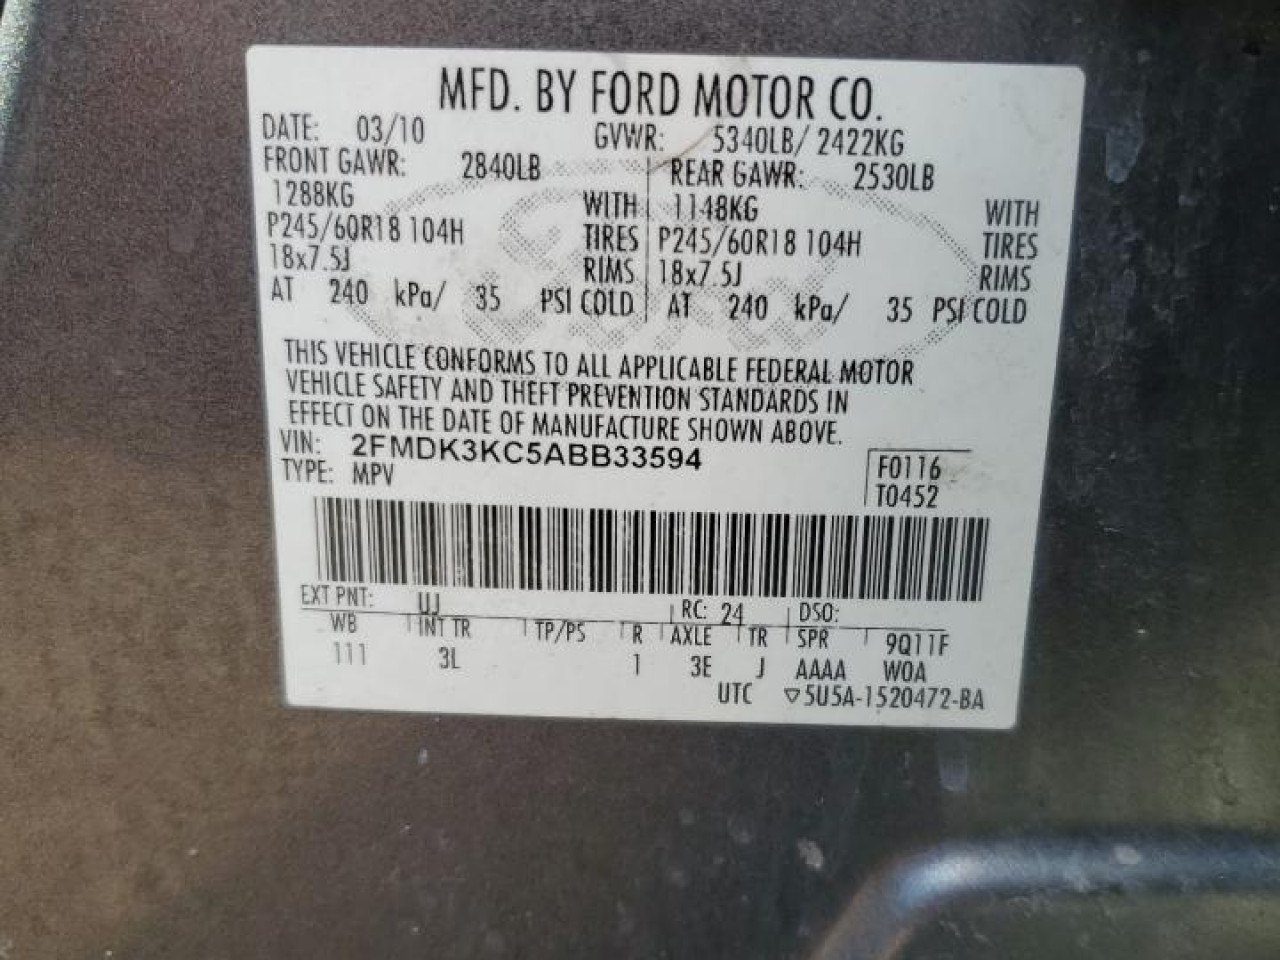 MFD. BY FORD MOTOR CO.
DATE: 03/10 GVWR: 5340LB/ 2422KG
FRONT GAWR: 2840LB REAR GAWR: 2530LB
1288KG WITH 1148KG WITH
P245/60R18 104H TIRES P245/60R18 104H TIRES
18x7.5J RIMS 18x7.5J RIMS
AT 240 kPa/ 35 PSI COLD AT 240 kPa/ 35 PSI COLD
THIS VEHICLE CONFORMS TO ALL APPLICABLE FEDERAL MOTOR
VEHICLE SAFETY AND THEFT PREVENTION STANDARDS IN
EFFECT ON THE DATE OF MANUFACTURE SHOWN ABOVE.
VIN: 2FMDK3KC5ABB33594
TYPE: MPV
F0116
T0452
EXT PNT: UJ RC: 24 DSO:
WB INT TR TP/PS R AXLE TR SPR 9Q11F
111 3L 1 3E J AAAA WOA
UTC ▽5U5A-1520472-BA